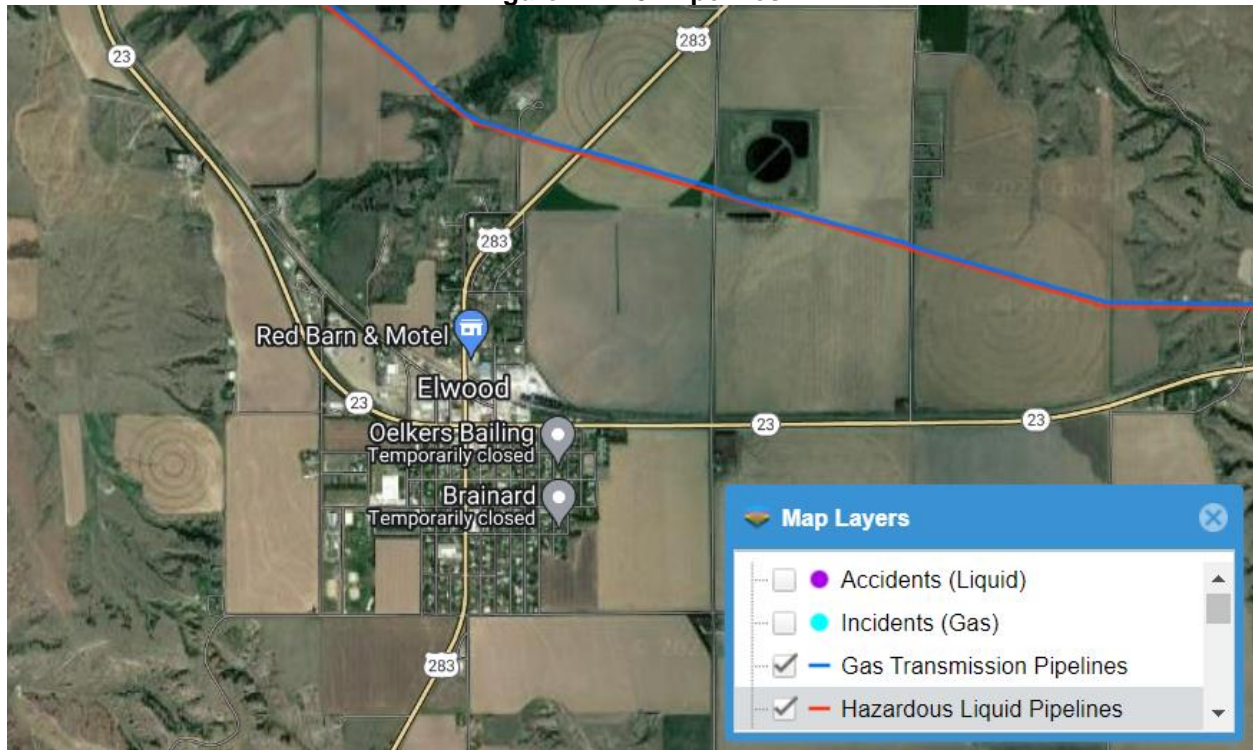 23
283
283
Red Barn & Motel
Elwood
23
23
23
Oelkers Bailing
Temporarily closed
Brainard
Temporarily closed
283
Map Layers
Accidents (Liquid)
Incidents (Gas)
Gas Transmission Pipelines
Hazardous Liquid Pipelines